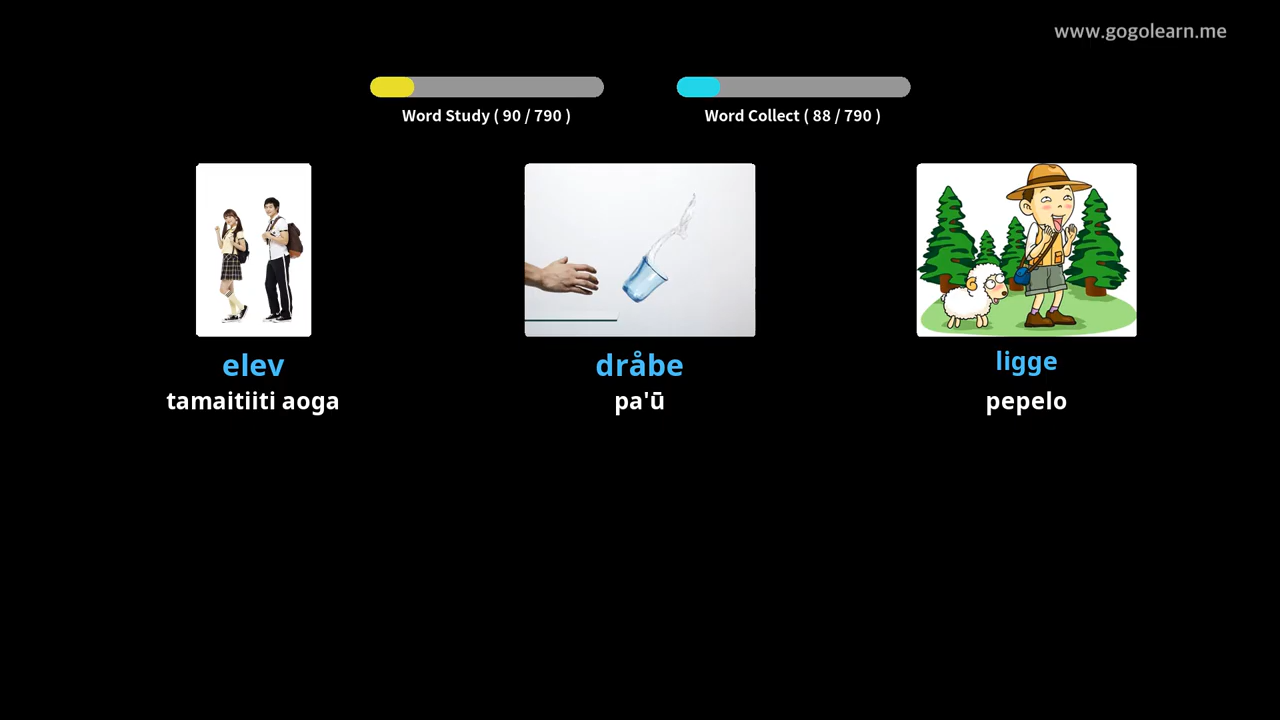 www.gogolearn.me
Word Study ( 90 / 790 )
Word Collect ( 88 / 790 )
elev
dråbe
ligge
tamaitiiti aoga
pa'ū
pepelo